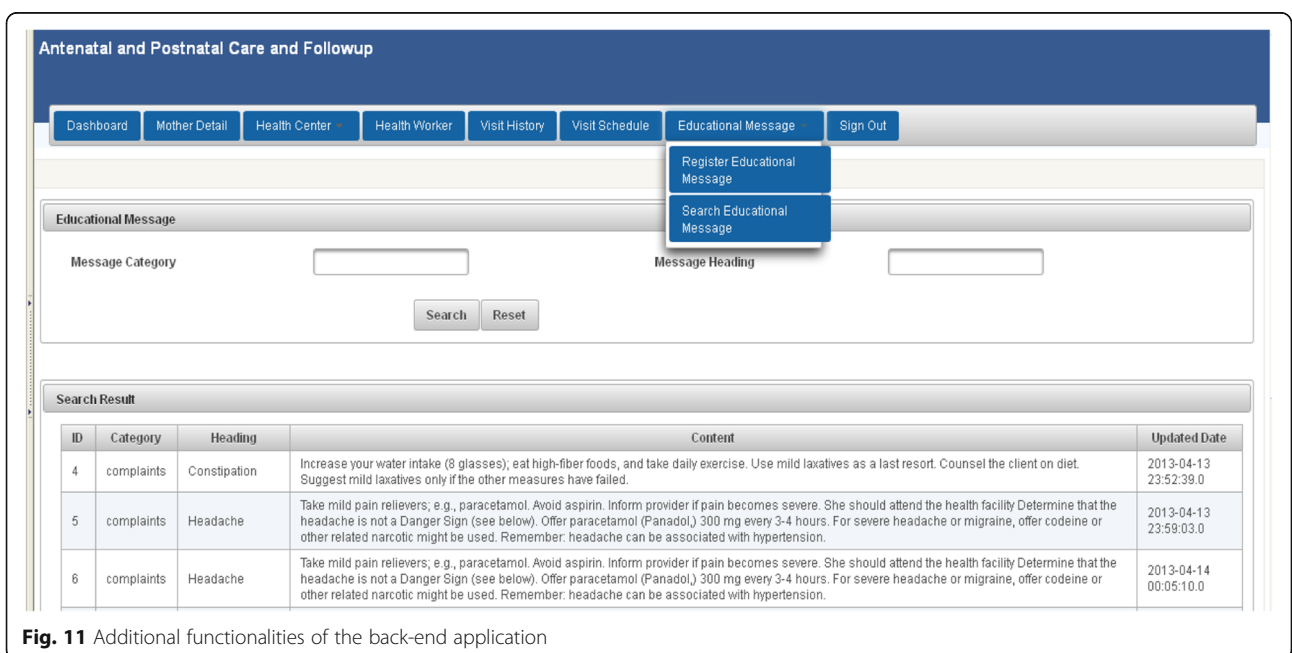 Antenatal and Postnatal Care and Followup
Dashboard Mother Detail Health Center Health Worker Visit History Visit Schedule Educational Message Sign Out
Register Educational
Message
Search Educational
Message
Educational Message
Message Category Message Heading
Search Reset
Search Result
ID Category Heading Content Updated Date
4 complaints Constipation Increase your water intake (8 glasses); eat high-fiber foods, and take daily exercise. Use mild laxatives as a last resort. Counsel the client on diet.
Suggest mild laxatives only if the other measures have failed.
2013-04-13
23:52:39.0
5 complaints Headache Take mild pain relievers; e.g., paracetamol. Avoid aspirin. Inform provider if pain becomes severe. She should attend the health facility Determine that the
headache is not a Danger Sign (see below). Offer paracetamol (Panadol,) 300 mg every 3-4 hours. For severe headache or migraine, offer codeine or
other related narcotic might be used. Remember: headache can be associated with hypertension.
2013-04-13
23:59:03.0
6 complaints Headache Take mild pain relievers; e.g., paracetamol. Avoid aspirin. Inform provider if pain becomes severe. She should attend the health facility Determine that the
headache is not a Danger Sign (see below). Offer paracetamol (Panadol,) 300 mg every 3-4 hours. For severe headache or migraine, offer codeine or
other related narcotic might be used. Remember: headache can be associated with hypertension.
2013-04-14
00:05:10.0
Fig. 11 Additional functionalities of the back-end application